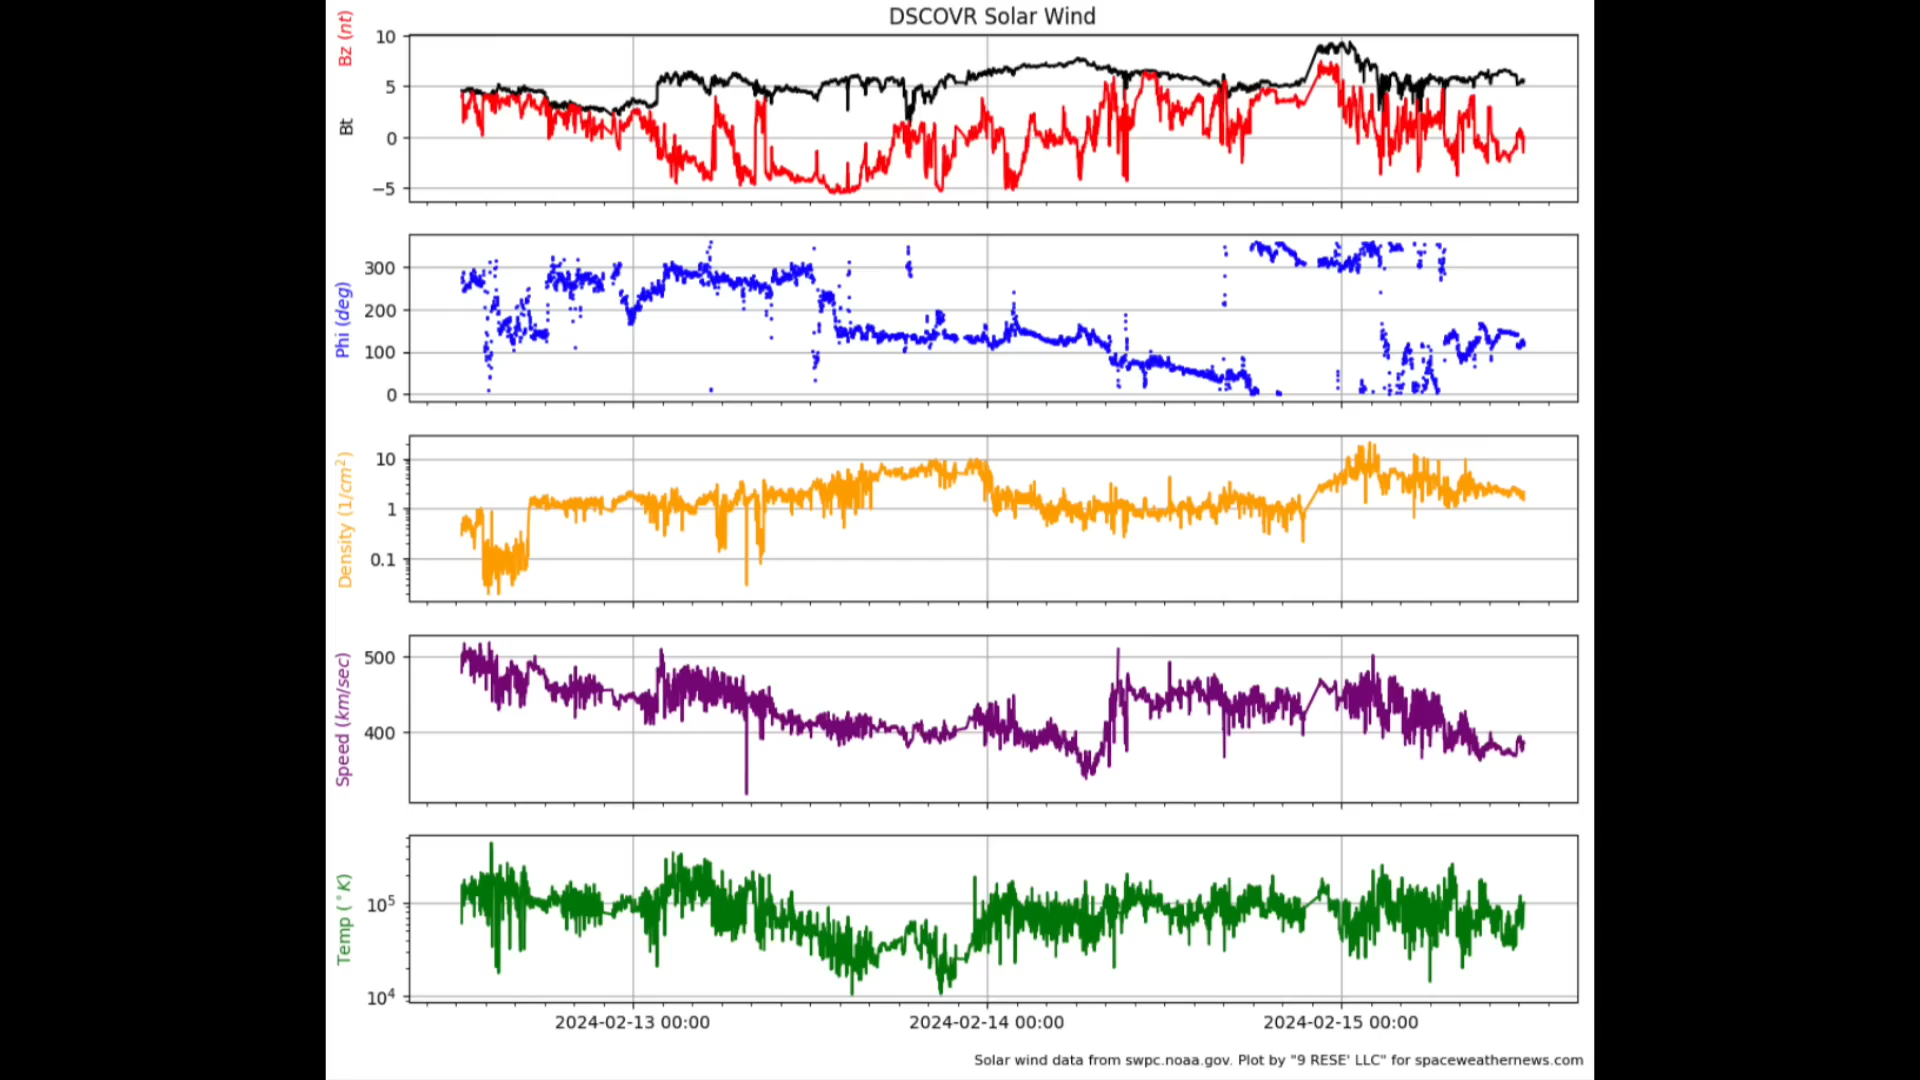 DSCOVR Solar Wind
Bz (nt)
Bt
10
5
0
−5
Phi (deg)
300
200
100
0
Density (1/cm²)
10
1
0.1
Speed (km/sec)
500
400
Temp (°K)
10⁵
10⁴
2024-02-13 00:00
2024-02-14 00:00
2024-02-15 00:00
Solar wind data from swpc.noaa.gov. Plot by "9 RESE' LLC" for spaceweathernews.com